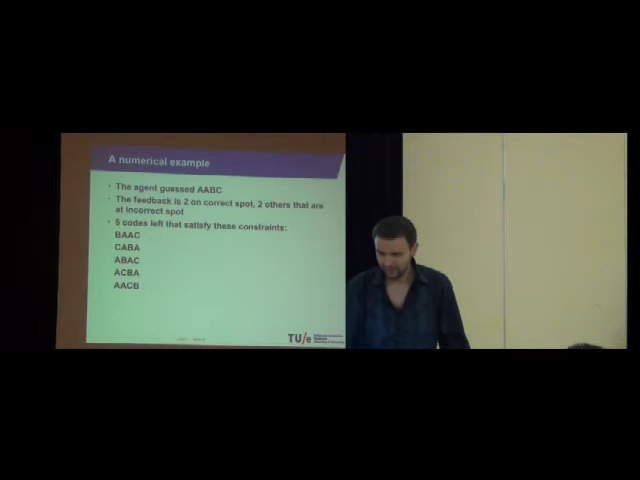 A numerical example
• The agent guessed AABC
• The feedback is 2 on correct spot, 2 others that are
at incorrect spot
• 5 codes left that satisfy these constraints:
BAAC
CABA
ABAC
ACBA
AACB
TU/e